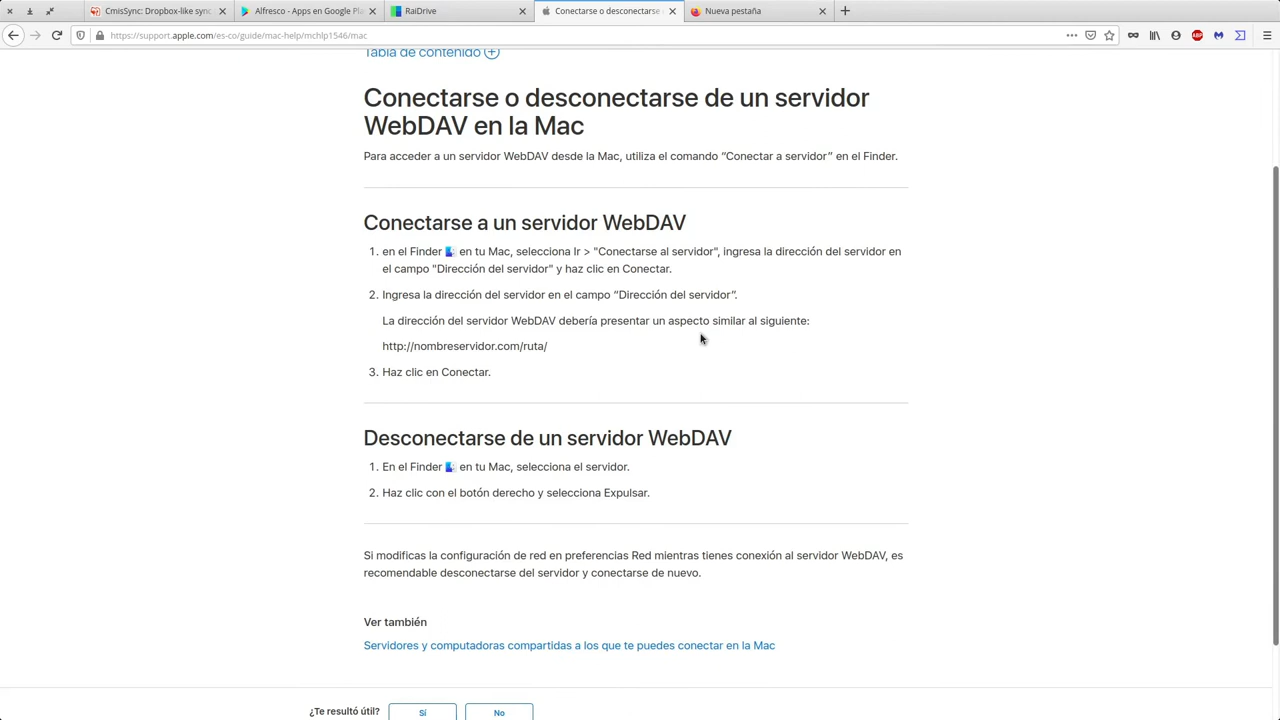 CmisSync: Dropbox-like sync
Alfresco - Apps en Google Pla
RaiDrive
Conectarse o desconectarse
Nueva pestaña
https://support.apple.com/es-co/guide/mac-help/mchlp1546/mac
Tabla de contenido
Conectarse o desconectarse de un servidor
WebDAV en la Mac
Para acceder a un servidor WebDAV desde la Mac, utiliza el comando “Conectar a servidor” en el Finder.
Conectarse a un servidor WebDAV
1. en el Finder en tu Mac, selecciona Ir > "Conectarse al servidor", ingresa la dirección del servidor en
el campo "Dirección del servidor" y haz clic en Conectar.
2. Ingresa la dirección del servidor en el campo “Dirección del servidor”.
La dirección del servidor WebDAV debería presentar un aspecto similar al siguiente:
http://nombreservidor.com/ruta/
3. Haz clic en Conectar.
Desconectarse de un servidor WebDAV
1. En el Finder en tu Mac, selecciona el servidor.
2. Haz clic con el botón derecho y selecciona Expulsar.
Si modificas la configuración de red en preferencias Red mientras tienes conexión al servidor WebDAV, es
recomendable desconectarse del servidor y conectarse de nuevo.
Ver también
Servidores y computadoras compartidas a los que te puedes conectar en la Mac
¿Te resultó útil?
Sí
No
ABP